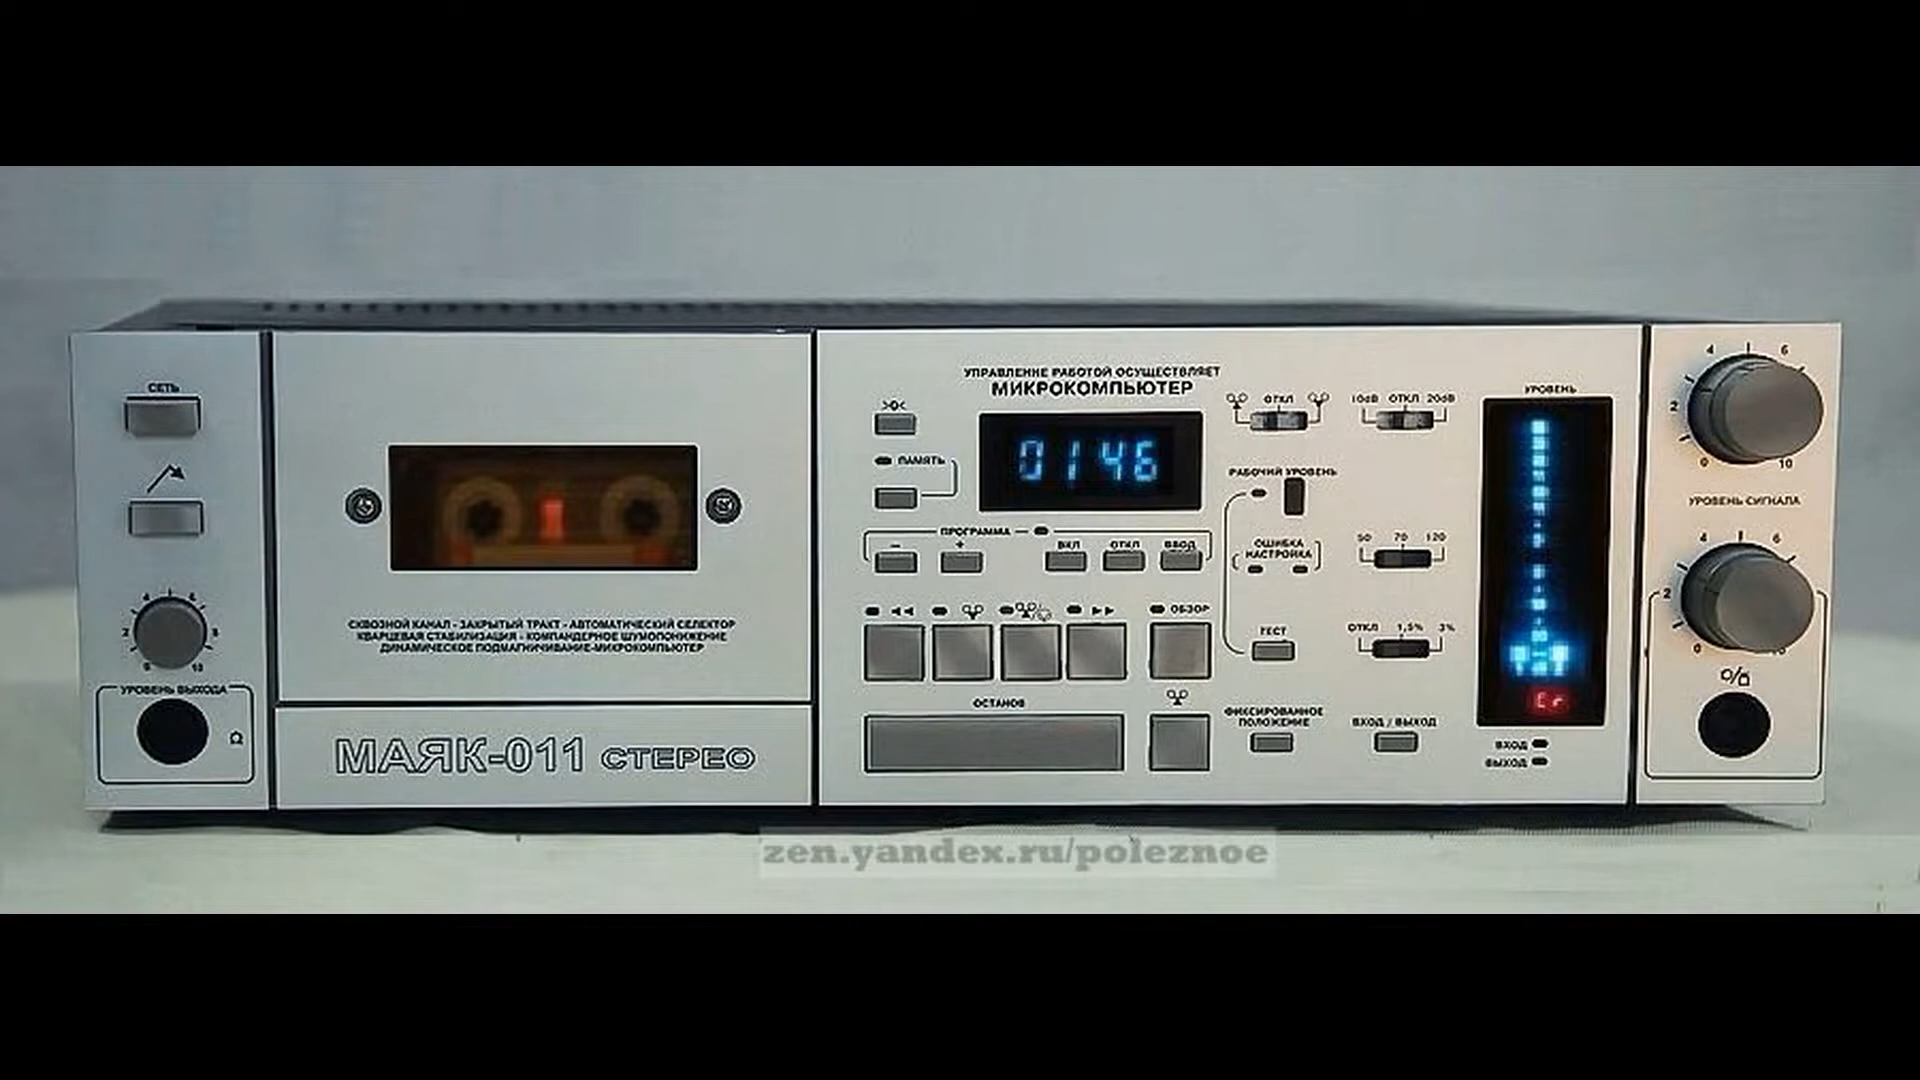 СЕТЬ
УРОВЕНЬ ВЫХОДА
Ω
СКВОЗНОЙ КАНАЛ - ЗАКРЫТЫЙ ТРАКТ - АВТОМАТИЧЕСКИЙ СЕЛЕКТОР
КВАРЦЕВАЯ СТАБИЛИЗАЦИЯ - КОМПАНДЕРНОЕ ШУМОПОНИЖЕНИЕ
ДИНАМИЧЕСКОЕ ПОДМАГНИЧИВАНИЕ-МИКРОКОМПЬЮТЕР
МАЯК-011 СТЕРЕО
УПРАВЛЕНИЕ РАБОТОЙ ОСУЩЕСТВЛЯЕТ
МИКРОКОМПЬЮТЕР
>0<
ПАМЯТЬ
0146
ПРОГРАММА
- + ВКЛ ОТКЛ ВВОД
ОБЗОР
ОСТАНОВ
ОТКЛ
10dB ОТКЛ 20dB
РАБОЧИЙ УРОВЕНЬ
ОШИБКА
НАСТРОЙКА
50 70 120
ТЕСТ
ОТКЛ 1,5% 3%
ФИКСИРОВАННОЕ
ПОЛОЖЕНИЕ
ВХОД / ВЫХОД
УРОВЕНЬ
ВХОД
ВЫХОД
УРОВЕНЬ СИГНАЛА
zen.yandex.ru/poleznoe